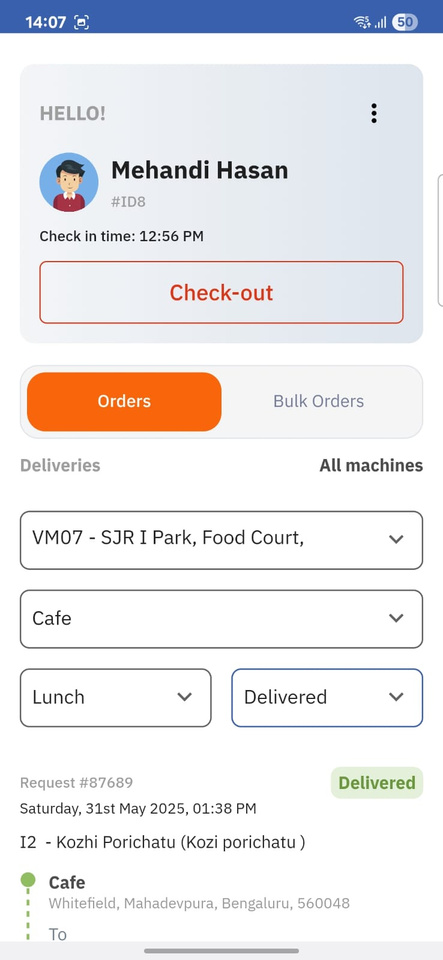 14:07
50
HELLO!
Mehandi Hasan
#ID8
Check in time: 12:56 PM
Check-out
Orders
Bulk Orders
Deliveries
All machines
VM07 - SJR I Park, Food Court,
Cafe
Lunch
Delivered
Request #87689
Delivered
Saturday, 31st May 2025, 01:38 PM
I2 - Kozhi Porichatu (Kozi porichatu )
Cafe
Whitefield, Mahadevpura, Bengaluru, 560048
To